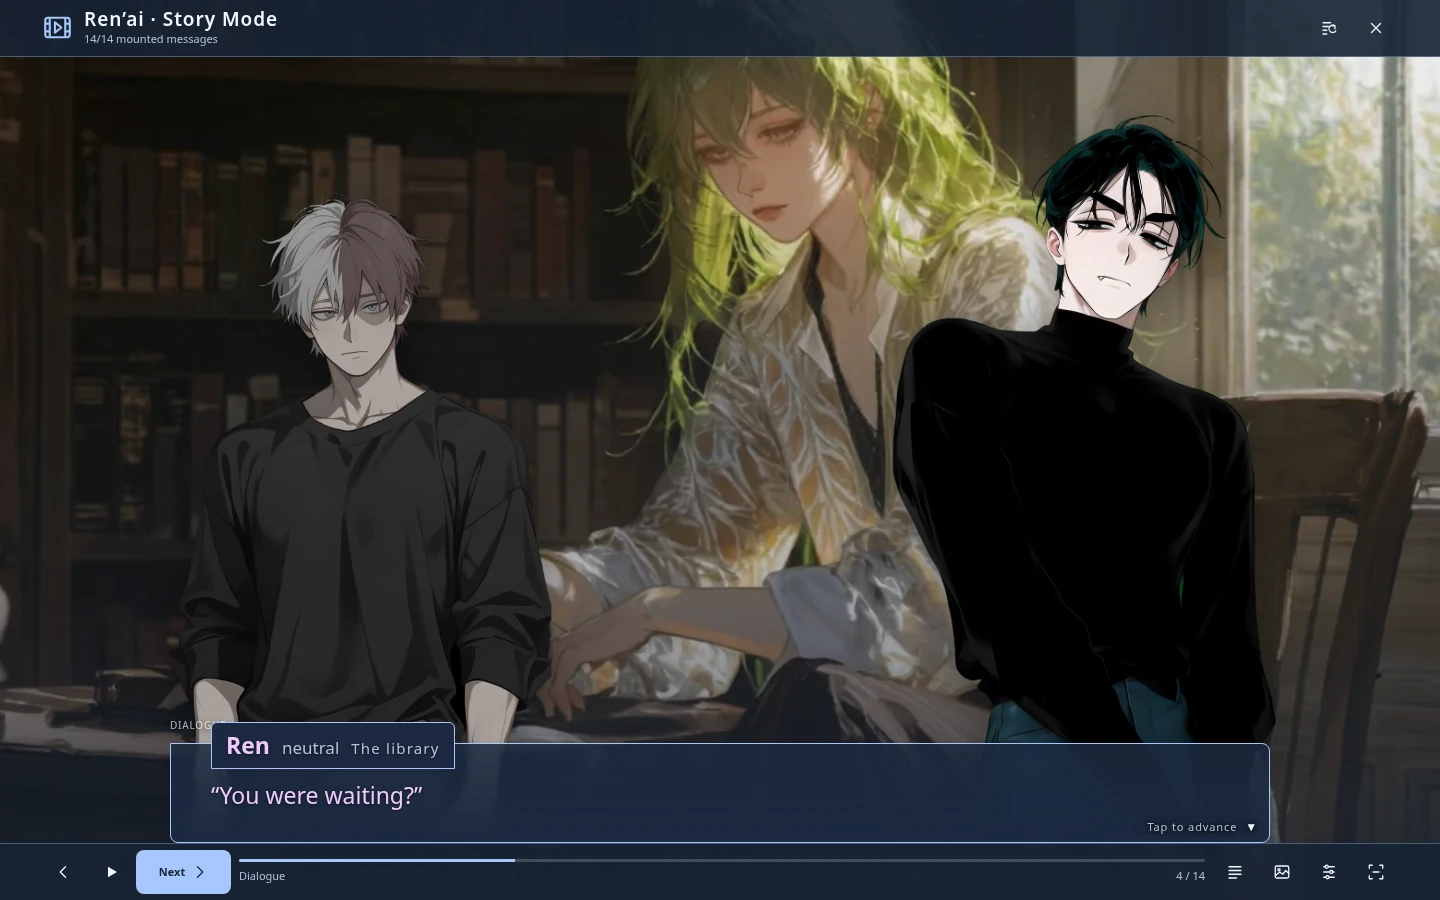 Ren’ai · Story Mode
14/14 mounted messages
DIALOGUE
Ren neutral The library
“You were waiting?”
Tap to advance ▼
Next
Dialogue
4 / 14